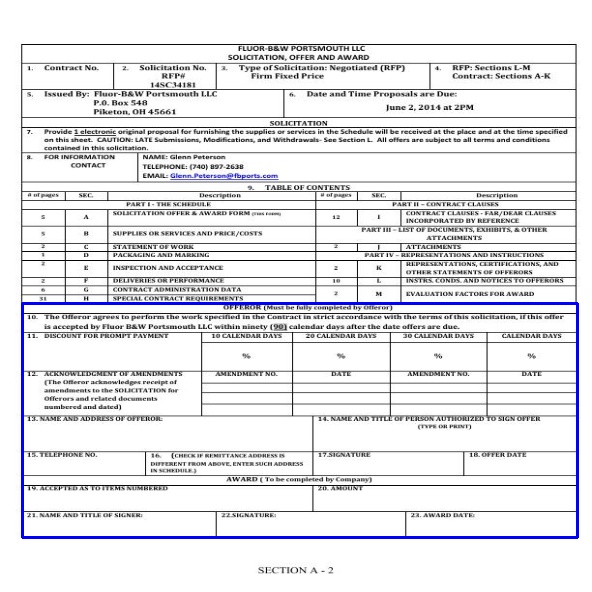 FLUOR-B&W PORTSMOUTH LLC
SOLICITATION, OFFER AND AWARD
1. Contract No.
2. Solicitation No.
RFP#
14SC34181
3. Type of Solicitation: Negotiated (RFP)
Firm Fixed Price
4. RFP: Sections L-M
Contract: Sections A-K
5. Issued By: Fluor-B&W Portsmouth LLC
P.O. Box 548
Piketon, OH 45661
6. Date and Time Proposals are Due:
June 2, 2014 at 2PM
SOLICITATION
7. Provide 1 electronic original proposal for furnishing the supplies or services in the Schedule will be received at the place and at the time specified
on this sheet. CAUTION: LATE Submissions, Modifications, and Withdrawals- See Section L. All offers are subject to all terms and conditions
contained in this solicitation.
8. FOR INFORMATION
CONTACT
NAME: Glenn Peterson
TELEPHONE: (740) 897-2638
EMAIL: Glenn.Peterson@fbports.com
9. TABLE OF CONTENTS
# of pages SEC. Description # of pages SEC. Description
PART I - THE SCHEDULE PART II – CONTRACT CLAUSES
5 A SOLICITATION OFFER & AWARD FORM (THIS FORM) 12 I CONTRACT CLAUSES - FAR/DEAR CLAUSES
INCORPORATED BY REFERENCE
5 B SUPPLIES OR SERVICES AND PRICE/COSTS PART III – LIST OF DOCUMENTS, EXHIBITS, & OTHER
ATTACHMENTS
2 C STATEMENT OF WORK 2 J ATTACHMENTS
1 D PACKAGING AND MARKING PART IV – REPRESENTATIONS AND INSTRUCTIONS
2 E INSPECTION AND ACCEPTANCE 2 K REPRESENTATIONS, CERTIFICATIONS, AND
OTHER STATEMENTS OF OFFERORS
2 F DELIVERIES OR PERFORMANCE 10 L INSTRS. CONDS. AND NOTICES TO OFFERORS
6 G CONTRACT ADMINISTRATION DATA 2 M EVALUATION FACTORS FOR AWARD
31 H SPECIAL CONTRACT REQUIREMENTS
OFFEROR (Must be fully completed by Offeror)
10. The Offeror agrees to perform the work specified in the Contract in strict accordance with the terms of this solicitation, if this offer
is accepted by Fluor B&W Portsmouth LLC within ninety (90) calendar days after the date offers are due.
11. DISCOUNT FOR PROMPT PAYMENT 10 CALENDAR DAYS 20 CALENDAR DAYS 30 CALENDAR DAYS CALENDAR DAYS
% % % %
12. ACKNOWLEDGMENT OF AMENDMENTS
(The Offeror acknowledges receipt of
amendments to the SOLICITATION for
Offerors and related documents
numbered and dated)
AMENDMENT NO. DATE AMENDMENT NO. DATE
13. NAME AND ADDRESS OF OFFEROR:
14. NAME AND TITLE OF PERSON AUTHORIZED TO SIGN OFFER
(TYPE OR PRINT)
15. TELEPHONE NO.
16. (CHECK IF REMITTANCE ADDRESS IS
DIFFERENT FROM ABOVE, ENTER SUCH ADDRESS
IN SCHEDULE.)
17.SIGNATURE
18. OFFER DATE
AWARD ( To be completed by Company)
19. ACCEPTED AS TO ITEMS NUMBERED
20. AMOUNT
21. NAME AND TITLE OF SIGNER:
22.SIGNATURE:
23. AWARD DATE:
SECTION A - 2